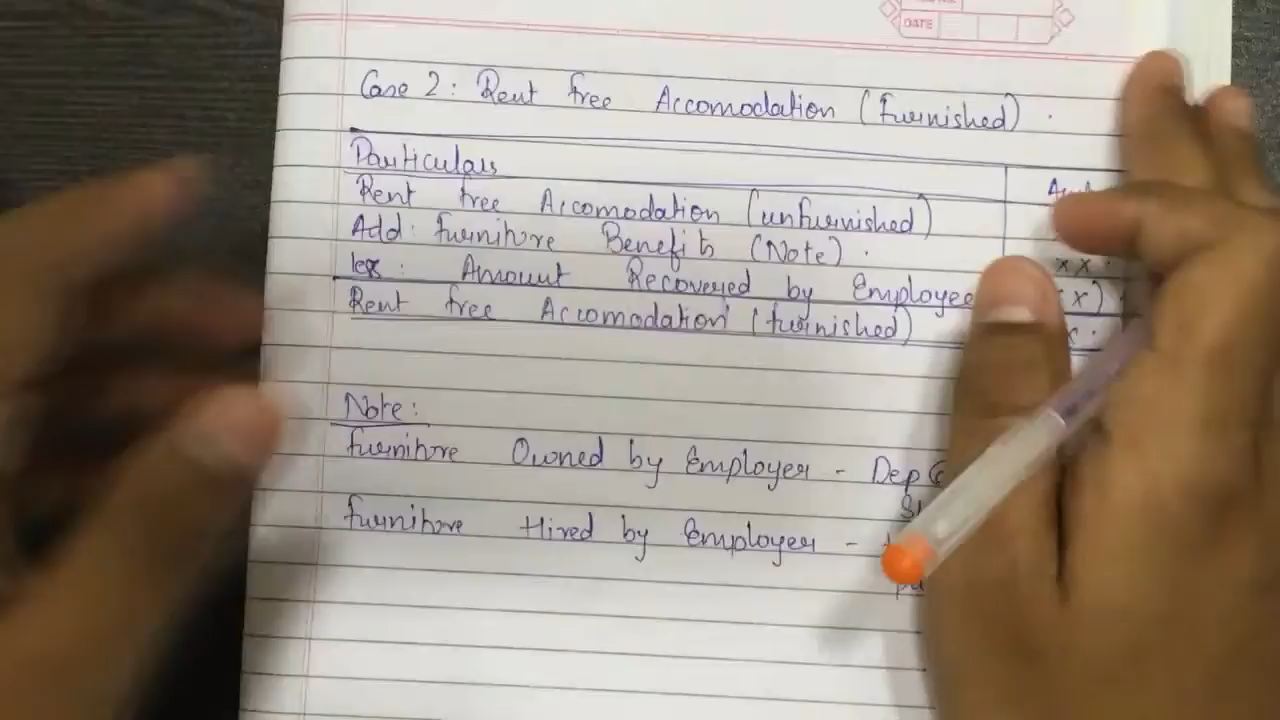 DATE
Case 2: Rent free Accomodation (furnished).
Particulars
Rent free Accomodation (unfurnished)
Add: furniture Benefits (Note).
xx.
less: Amount Recovered by Employee
(x)
Rent free Accomodation (furnished)
Note:
furniture Owned by Employer - Dep
furniture Hired by Employer -